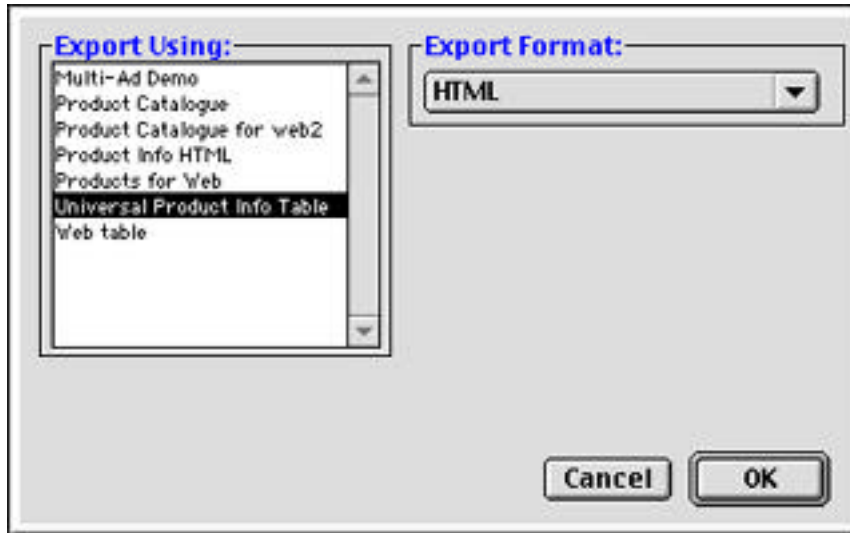 Export Using:
Multi-Ad Demo
Product Catalogue
Product Catalogue for web2
Product Info HTML
Products for Web
Universal Product Info Table
Web table
Export Format:
HTML
Cancel
OK